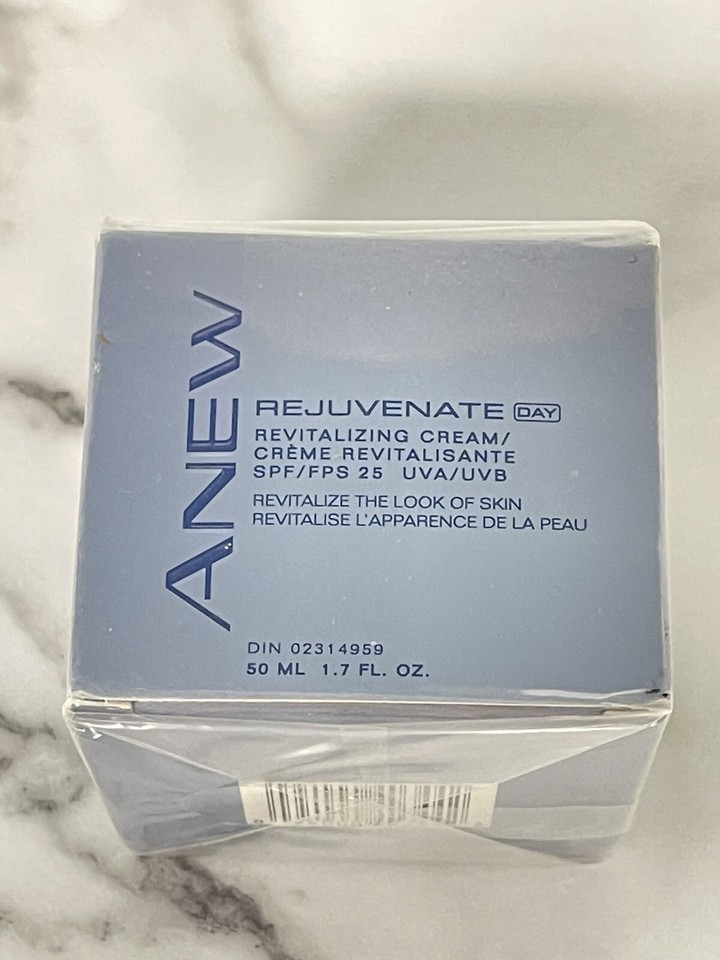 ANEW
REJUVENATE DAY
REVITALIZING CREAM/
CRÈME REVITALISANTE
SPF/FPS 25 UVA/UVB
REVITALIZE THE LOOK OF SKIN
REVITALISE L'APPARENCE DE LA PEAU
DIN 02314959
50 ML 1.7 FL. OZ.